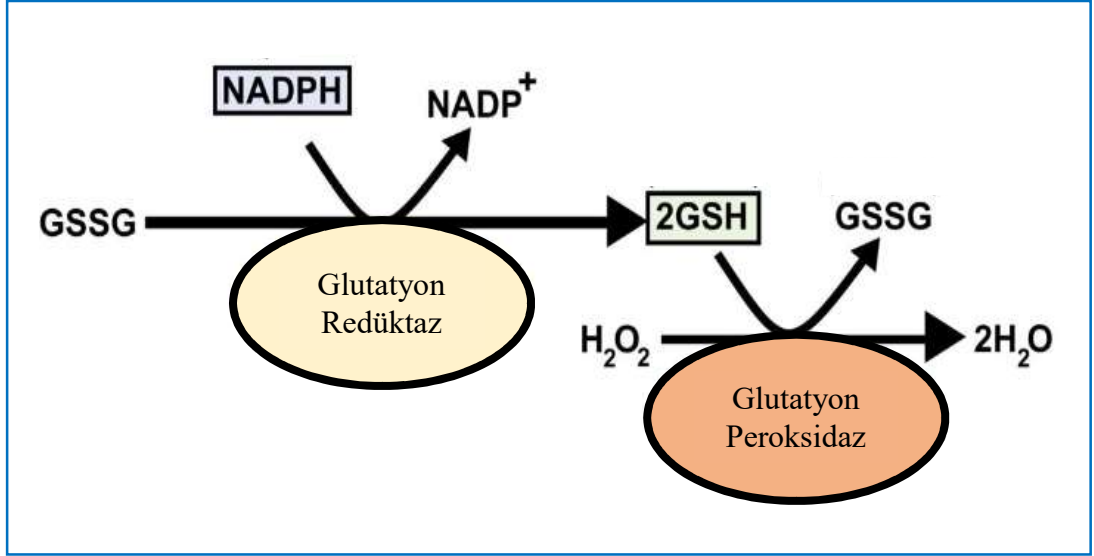 NADPH
NADP⁺
GSSG
2GSH
GSSG
Glutatyon
Redüktaz
H₂O₂
2H₂O
Glutatyon
Peroksidaz